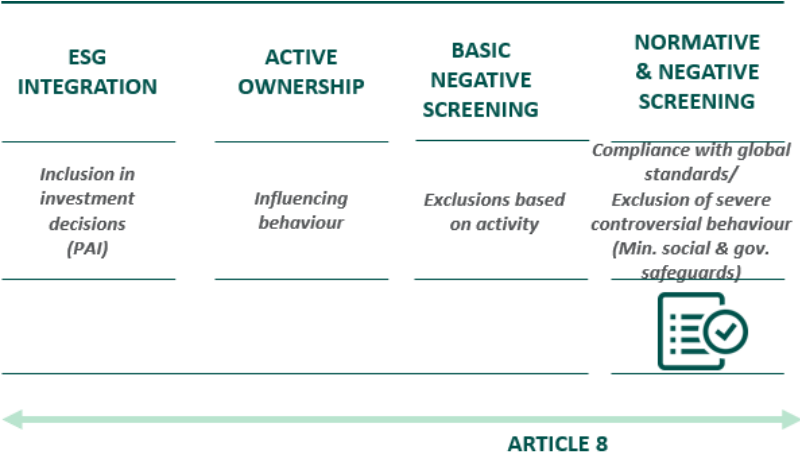 ESG
INTEGRATION
ACTIVE
OWNERSHIP
BASIC
NEGATIVE
SCREENING
NORMATIVE
& NEGATIVE
SCREENING
Inclusion in
investment
decisions
(PAI)
Influencing
behaviour
Exclusions based
on activity
Compliance with global
standards/
Exclusion of severe
controversial behaviour
(Min. social & gov.
safeguards)
ARTICLE 8